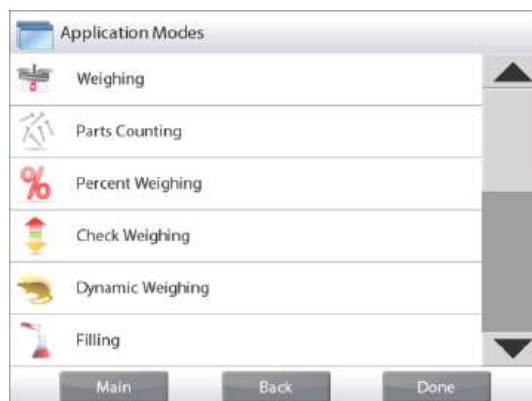 Application Modes
Weighing
Parts Counting
Percent Weighing
Check Weighing
Dynamic Weighing
Filling
Main Back Done